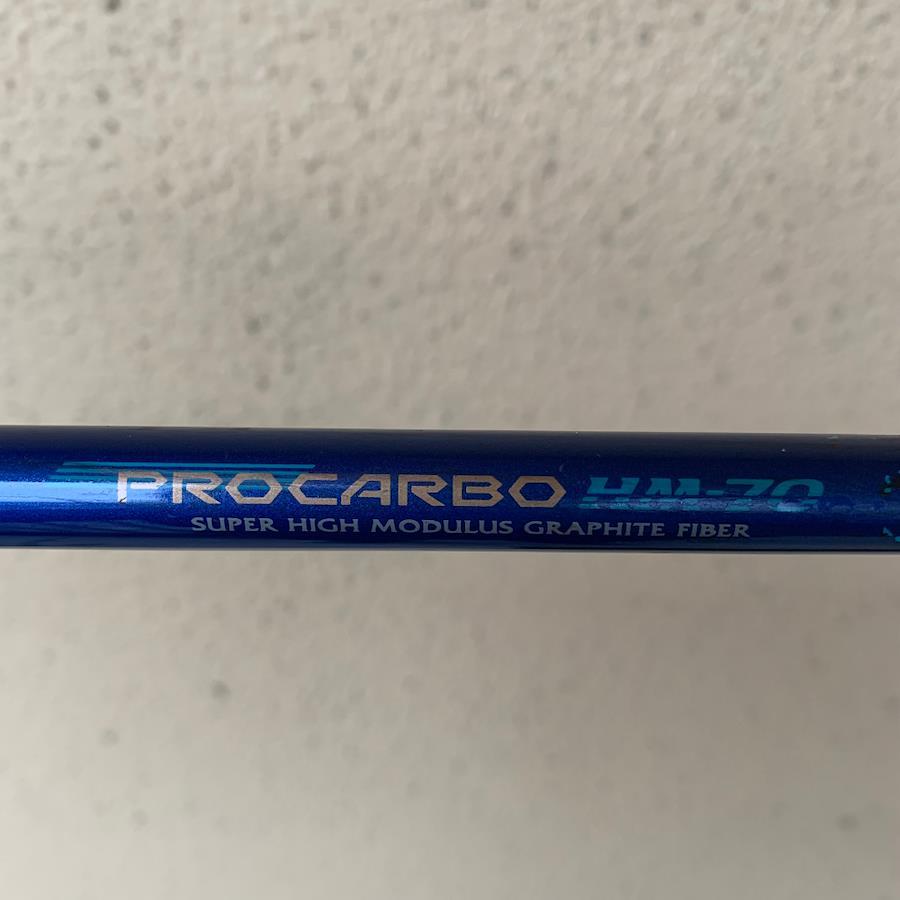 PROCARBO HM-70
SUPER HIGH MODULUS GRAPHITE FIBER